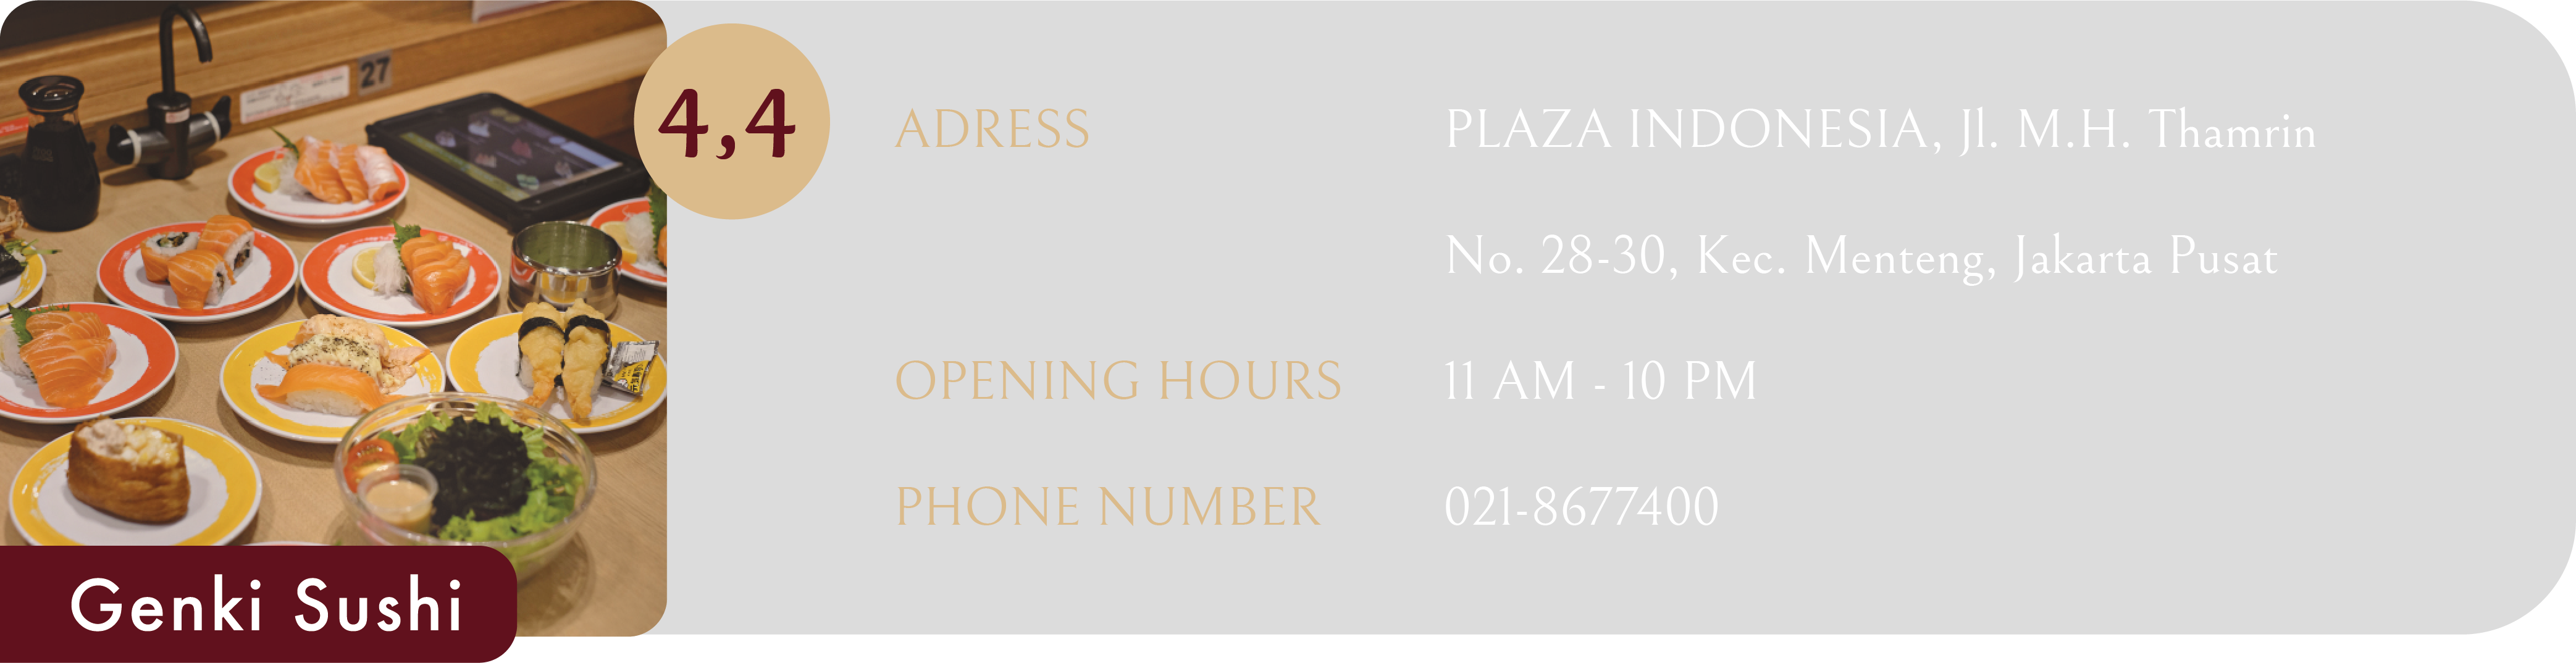 27
4,4
ADRESS PLAZA INDONESIA, Jl. M.H. Thamrin
No. 28-30, Kec. Menteng, Jakarta Pusat
OPENING HOURS 11 AM - 10 PM
PHONE NUMBER 021-8677400
Genki Sushi